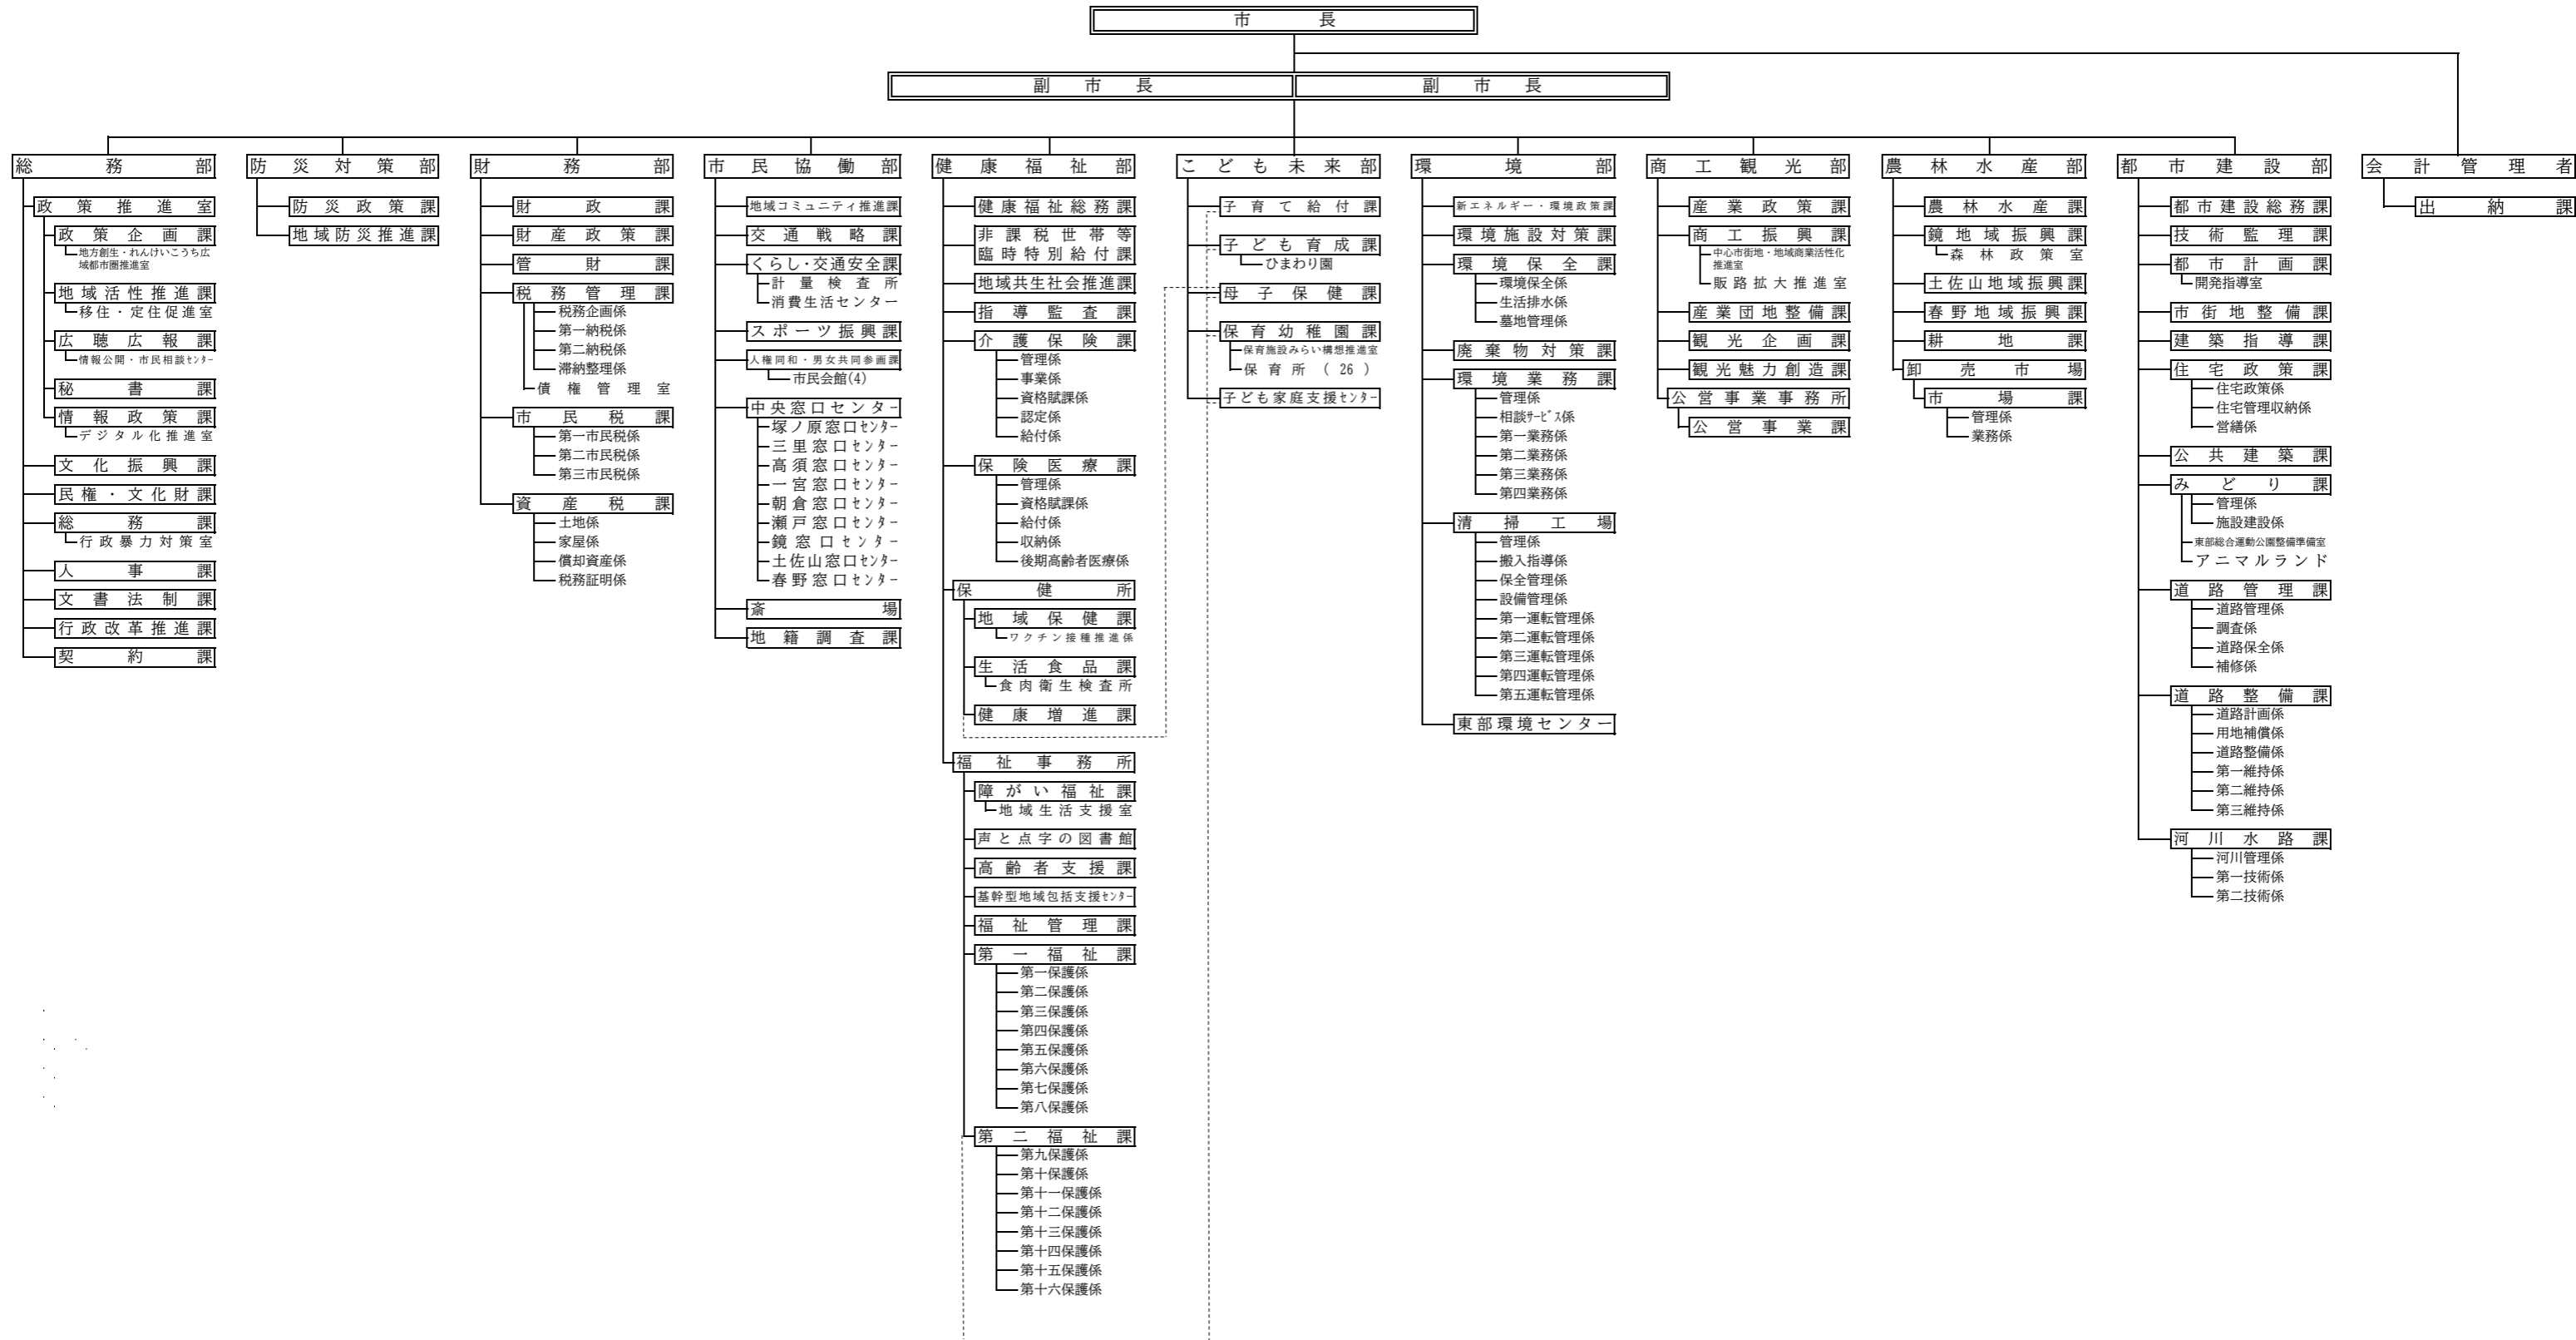 市長
副市長
副市長
総務部
政策推進室
政策企画課
地方創生・れんけいこうち広
域都市圏推進室
地域活性推進課
移住・定住促進室
広聴広報課
情報公開・市民相談ｾﾝﾀｰ
秘書課
情報政策課
デジタル化推進室
文化振興課
民権・文化財課
総務課
行政暴力対策室
人事課
文書法制課
行政改革推進課
契約課
防災対策部
防災政策課
地域防災推進課
財務部
財政課
財産政策課
管財課
税務管理課
税務企画係
第一納税係
第二納税係
滞納整理係
債権管理室
市民税課
第一市民税係
第二市民税係
第三市民税係
資産税課
土地係
家屋係
償却資産係
税務証明係
市民協働部
地域コミュニティ推進課
交通戦略課
くらし・交通安全課
計量検査所
消費生活センター
スポーツ振興課
人権同和・男女共同参画課
市民会館(4)
中央窓口センター
塚ノ原窓口ｾﾝﾀｰ
三里窓口ｾﾝﾀｰ
高須窓口ｾﾝﾀｰ
一宮窓口ｾﾝﾀｰ
朝倉窓口ｾﾝﾀｰ
瀬戸窓口ｾﾝﾀｰ
鏡窓口ｾﾝﾀｰ
土佐山窓口ｾﾝﾀｰ
春野窓口ｾﾝﾀｰ
斎場
地籍調査課
健康福祉部
健康福祉総務課
非課税世帯等
臨時特別給付課
地域共生社会推進課
指導監査課
介護保険課
管理係
事業係
資格賦課係
認定係
給付係
保険医療課
管理係
資格賦課係
給付係
収納係
後期高齢者医療係
保健所
地域保健課
ワクチン接種推進係
生活食品課
食肉衛生検査所
健康増進課
福祉事務所
障がい福祉課
地域生活支援室
声と点字の図書館
高齢者支援課
基幹型地域包括支援ｾﾝﾀｰ
福祉管理課
第一福祉課
第一保護係
第二保護係
第三保護係
第四保護係
第五保護係
第六保護係
第七保護係
第八保護係
第二福祉課
第九保護係
第十保護係
第十一保護係
第十二保護係
第十三保護係
第十四保護係
第十五保護係
第十六保護係
こども未来部
子育て給付課
子ども育成課
ひまわり園
母子保健課
保育幼稚園課
保育施設みらい構想推進室
保育所（26）
子ども家庭支援ｾﾝﾀｰ
環境部
新エネルギー・環境政策課
環境施設対策課
環境保全課
環境保全係
生活排水係
墓地管理係
廃棄物対策課
環境業務課
管理係
相談ｻｰﾋﾞｽ係
第一業務係
第二業務係
第三業務係
第四業務係
清掃工場
管理係
搬入指導係
保全管理係
設備管理係
第一運転管理係
第二運転管理係
第三運転管理係
第四運転管理係
第五運転管理係
東部環境センター
商工観光部
産業政策課
商工振興課
中心市街地・地域商業活性化
推進室
販路拡大推進室
産業団地整備課
観光企画課
観光魅力創造課
公営事業事務所
公営事業課
農林水産部
農林水産課
鏡地域振興課
森林政策室
土佐山地域振興課
春野地域振興課
耕地課
卸売市場
市場課
管理係
業務係
都市建設部
都市建設総務課
技術監理課
都市計画課
開発指導室
市街地整備課
建築指導課
住宅政策課
住宅政策係
住宅管理収納係
営繕係
公共建築課
みどり課
管理係
施設建設係
東部総合運動公園整備準備室
アニマルランド
道路管理課
道路管理係
調査係
道路保全係
補修係
道路整備課
道路計画係
用地補償係
道路整備係
第一維持係
第二維持係
第三維持係
河川水路課
河川管理係
第一技術係
第二技術係
会計管理者
出納課